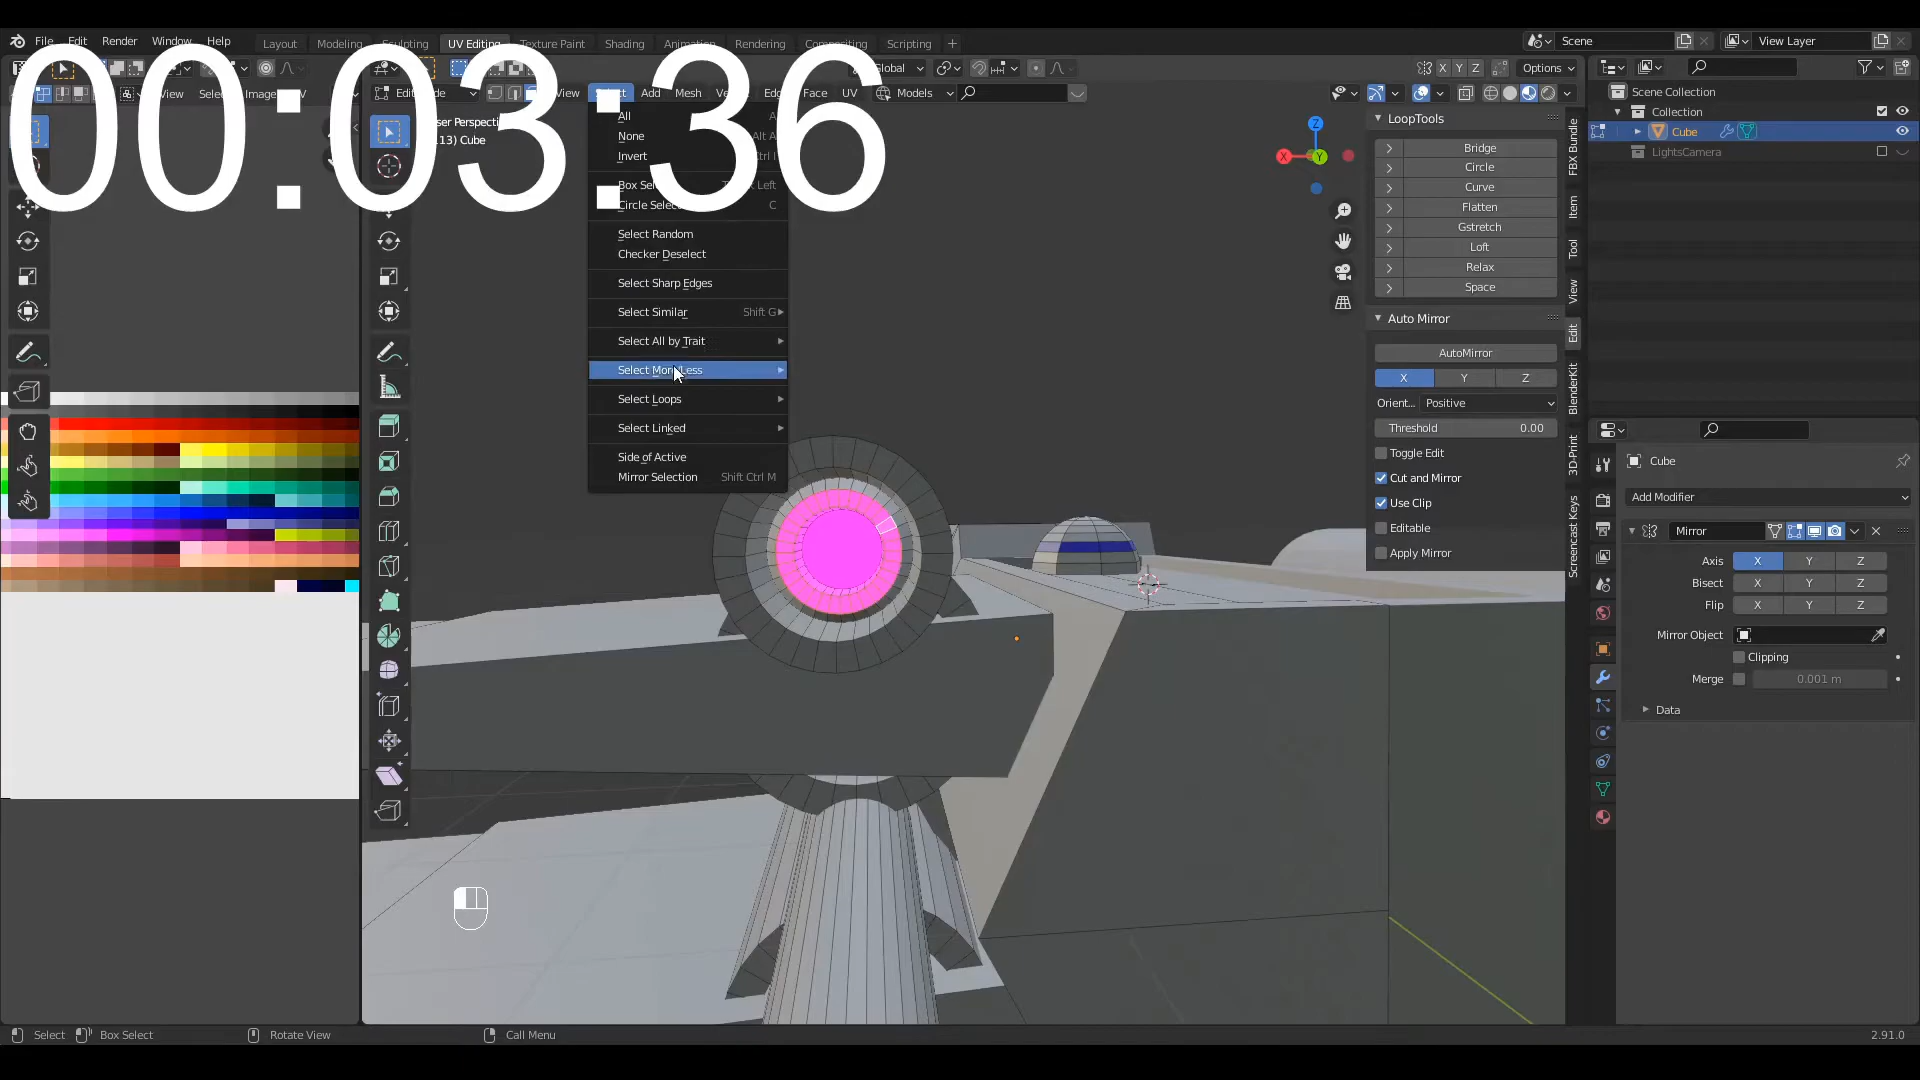 00:03:36
File Edit Render Window Help
Layout Modeling Sculpting UV Editing Texture Paint Shading Animation Rendering Compositing Scripting
Scene
View Layer
Global
X Y Z
Options
View
Image
View
Add Mesh
Face UV
Models
Cube
All
None
Invert
Circle Select C
Select Random
Checker Deselect
Select Sharp Edges
Select Similar Shift G
Select All by Trait
Select More/Less
Select Loops
Select Linked
Side of Active
Mirror Selection Shift Ctrl M
Z
X
Y
LoopTools
Bridge
Circle
Curve
Flatten
Gstretch
Loft
Relax
Space
Auto Mirror
AutoMirror
X Y Z
Orient... Positive
Threshold 0.00
Toggle Edit
Cut and Mirror
Use Clip
Editable
Apply Mirror
FBX Bundle
Item
Tool
View
Edit
BlenderKit
3D-Print
Screencast Keys
Scene Collection
Collection
Cube
LightsCamera
Cube
Add Modifier
Mirror
Axis X Y Z
Bisect X Y Z
Flip X Y Z
Mirror Object
Clipping
Merge 0.001 m
Data
Select
Box Select
Rotate View
Call Menu
2.91.0